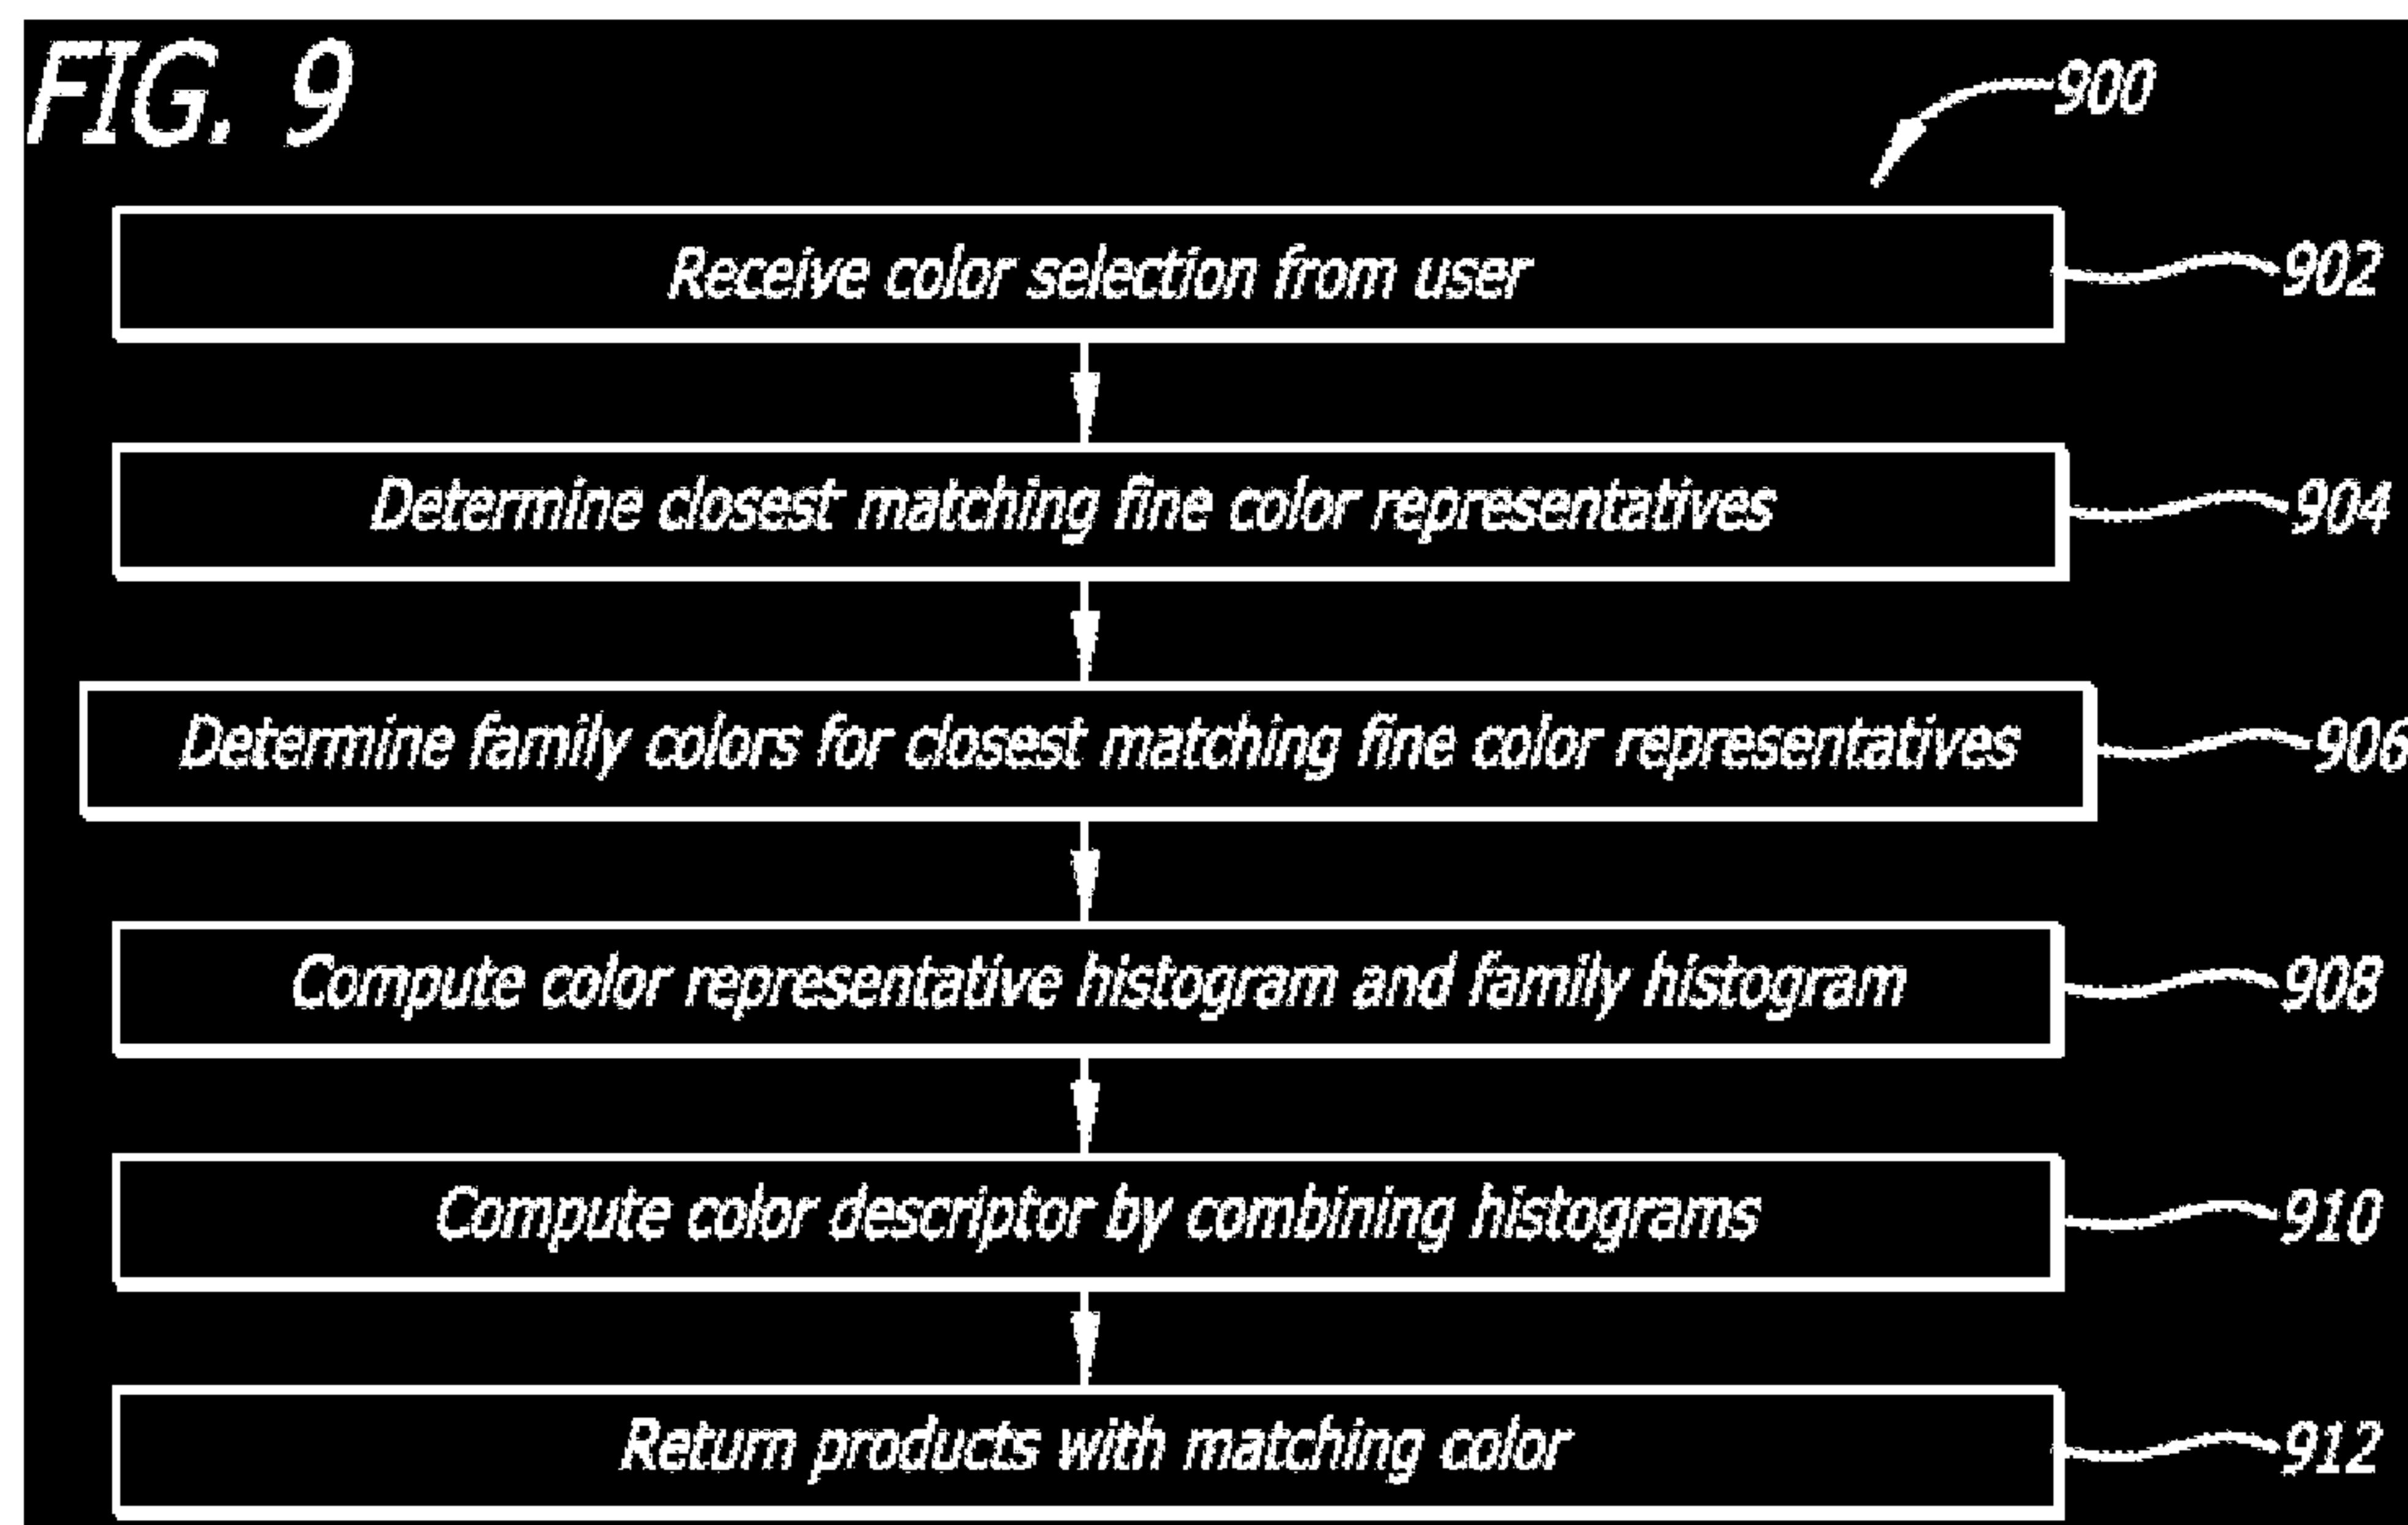 FIG. 9
900
Receive color selection from user
902
Determine closest matching fine color representatives
904
Determine family colors for closest matching fine color representatives
906
Compute color representative histogram and family histogram
908
Compute color descriptor by combining histograms
910
Return products with matching color
912